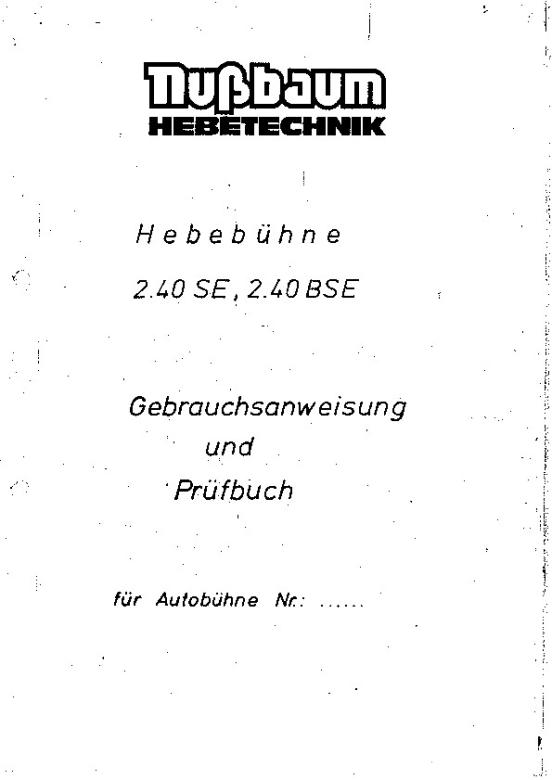 Nußbaum
HEBETECHNIK
Hebebühne
2.40 SE, 2.40 BSE
Gebrauchsanweisung
und
Prüfbuch
für Autobühne Nr.: ......